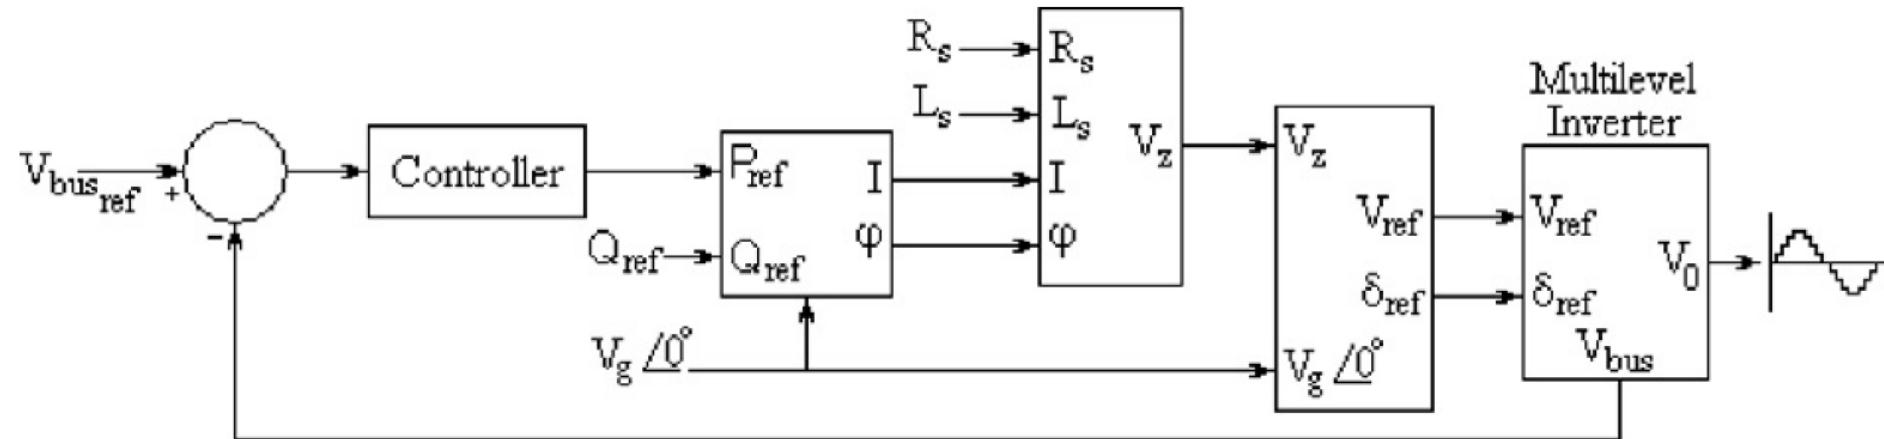 V_bus_ref
+
-
Controller
P_ref
Q_ref
Q_ref
I
φ
V_g /0°
R_s
L_s
R_s
L_s
I
φ
V_z
V_z
V_ref
δ_ref
V_g /0°
Multilevel
Inverter
V_ref
δ_ref
V_0
V_bus